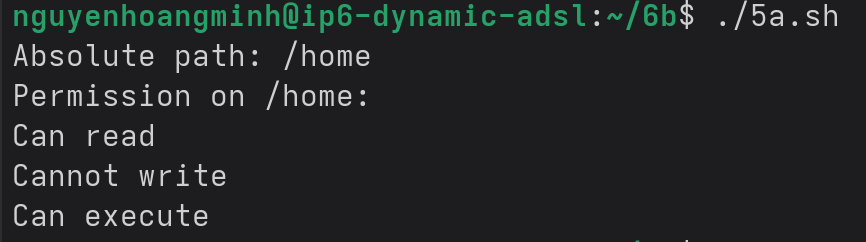 nguyenhoangminh@ip6-dynamic-adsl:~/6b$ ./5a.sh
Absolute path: /home
Permission on /home:
Can read
Cannot write
Can execute